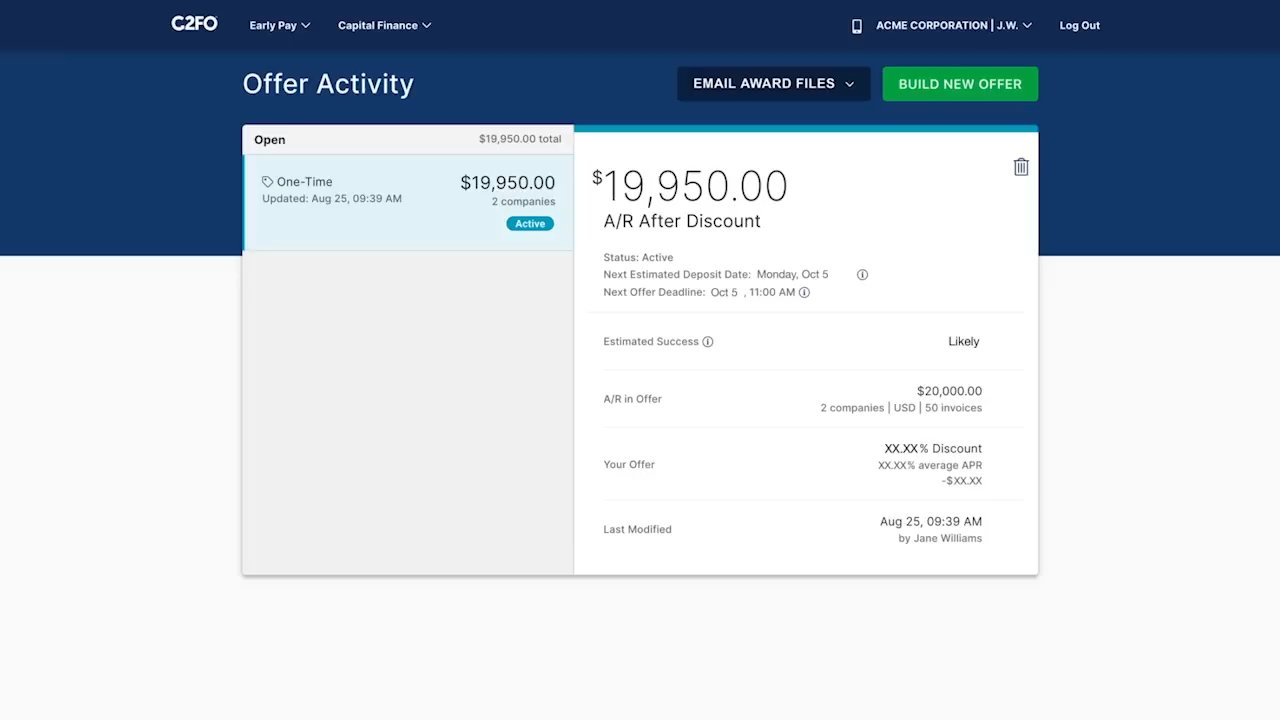 C2FO Early Pay Capital Finance ACME CORPORATION | J.W. Log Out
Offer Activity EMAIL AWARD FILES BUILD NEW OFFER
Open $19,950.00 total
One-Time $19,950.00
Updated: Aug 25, 09:39 AM 2 companies
Active
$19,950.00
A/R After Discount
Status: Active
Next Estimated Deposit Date: Monday, Oct 5
Next Offer Deadline: Oct 5 , 11:00 AM
Estimated Success Likely
A/R in Offer $20,000.00
2 companies | USD | 50 invoices
Your Offer XX.XX% Discount
XX.XX% average APR
-$XX.XX
Last Modified Aug 25, 09:39 AM
by Jane Williams